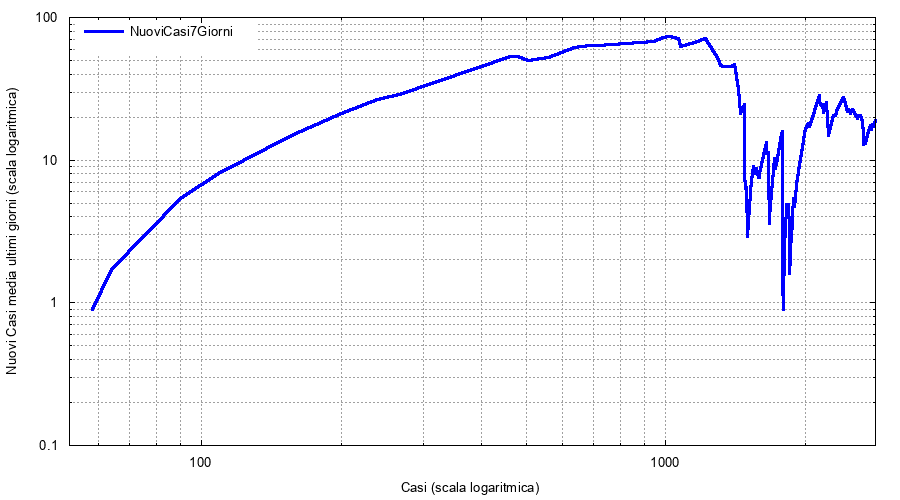 100
NuoviCasi7Giorni
10
1
0.1
Nuovi Casi media ultimi giorni (scala logaritmica)
100
1000
Casi (scala logaritmica)